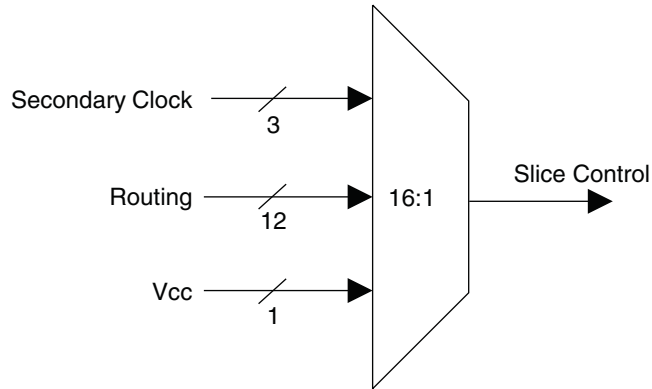 Secondary Clock
3
Routing
12
Vcc
1
16:1
Slice Control